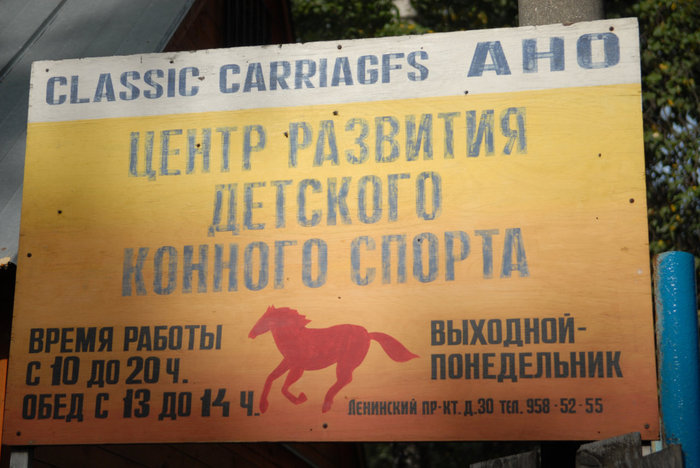 CLASSIC CARRIAGFS АНО
ЦЕНТР РАЗВИТИЯ
ДЕТСКОГО
КОННОГО СПОРТА
ВРЕМЯ РАБОТЫ
С 10 ДО 20 Ч.
ОБЕД С 13 ДО 14 Ч.
ВЫХОДНОЙ-
ПОНЕДЕЛЬНИК
ЛЕНИНСКИЙ ПР-КТ. Д.30 ТЕЛ. 958-52-55